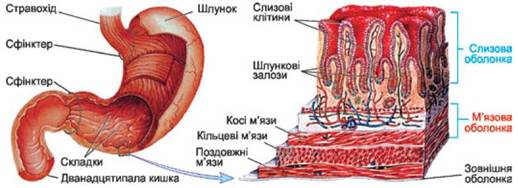 Стравохід
Шлунок
Сфінктер
Сфінктер
Складки
Дванадцятипала кишка
Слизові
клітини
Шлункові
залози
Слизова
оболонка
Косі м'язи
Кільцеві м'язи
Поздовжні
м'язи
М'язова
оболонка
Зовнішня
оболонка